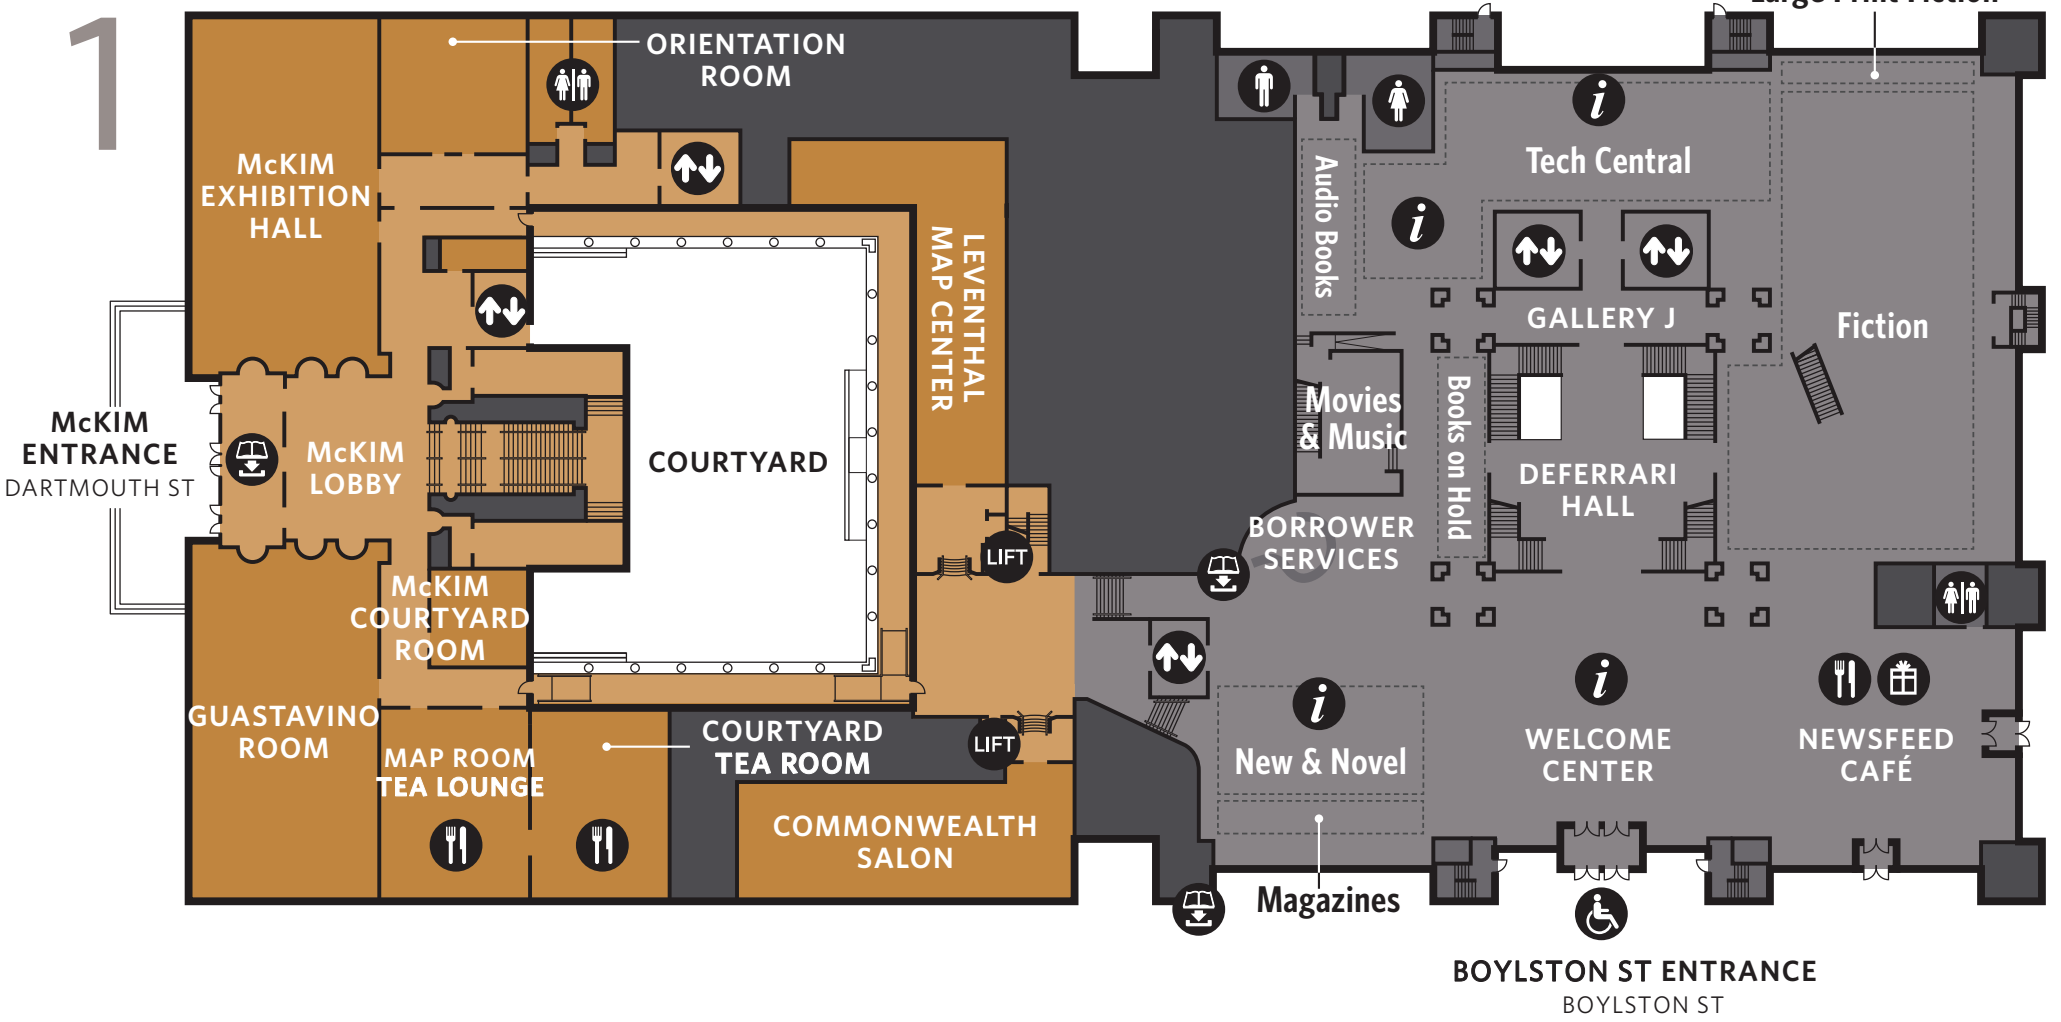 1
Large Print Fiction
ORIENTATION
ROOM
McKIM
EXHIBITION
HALL
Tech Central
Audio Books
LEVENTHAL
MAP CENTER
GALLERY J
Fiction
McKIM
ENTRANCE
DARTMOUTH ST
McKIM
LOBBY
COURTYARD
Movies
& Music
Books on Hold
DEFERRARI
HALL
BORROWER
SERVICES
LIFT
McKIM
COURTYARD
ROOM
GUASTAVINO
ROOM
MAP ROOM
TEA LOUNGE
COURTYARD
TEA ROOM
LIFT
New & Novel
WELCOME
CENTER
NEWSFEED
CAFÉ
COMMONWEALTH
SALON
Magazines
BOYLSTON ST ENTRANCE
BOYLSTON ST